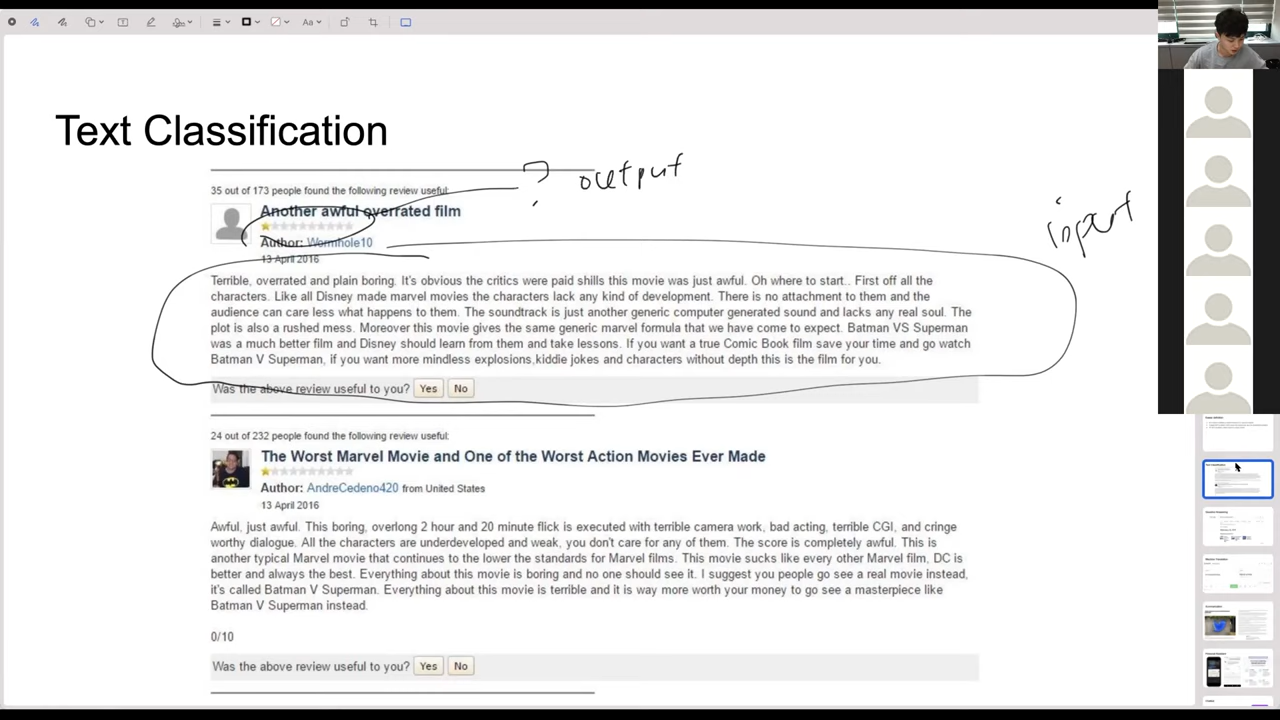 Aa
Text Classification
? output
input
35 out of 173 people found the following review useful:
Another awful overrated film
Author: Wormhole10
13 April 2016
Terrible, overrated and plain boring. It's obvious the critics were paid shills this movie was just awful. Oh where to start.. First off all the
characters. Like all Disney made marvel movies the characters lack any kind of development. There is no attachment to them and the
audience can care less what happens to them. The soundtrack is just another generic computer generated sound and lacks any real soul. The
plot is also a rushed mess. Moreover this movie gives the same generic marvel formula that we have come to expect. Batman VS Superman
was a much better film and Disney should learn from them and take lessons. If you want a true Comic Book film save your time and go watch
Batman V Superman, if you want more mindless explosions,kiddie jokes and characters without depth this is the film for you.
Was the above review useful to you? Yes No
24 out of 232 people found the following review useful:
The Worst Marvel Movie and One of the Worst Action Movies Ever Made
Author: AndreCedeno420 from United States
13 April 2016
Awful, just awful. This boring, overlong 2 hour and 20 minute flick is executed with terrible camera work, bad acting, terrible CGI, and cringe
worthy dialogue. All the characters are underdeveloped and weak, you don't care for any of them. The score is completely awful. This is
another typical Marvel movie that continues to the lower the standards for Marvel films. This movie sucks like every other Marvel film, DC is
better and always the best. Everything about this movie is boring and no one should see it. I suggest you people go see a real movie instead,
it's called Batman V Superman. Everything about this movie is terrible and it is way more worth your money to go see a masterpiece like
Batman V Superman instead.
0/10
Was the above review useful to you? Yes No